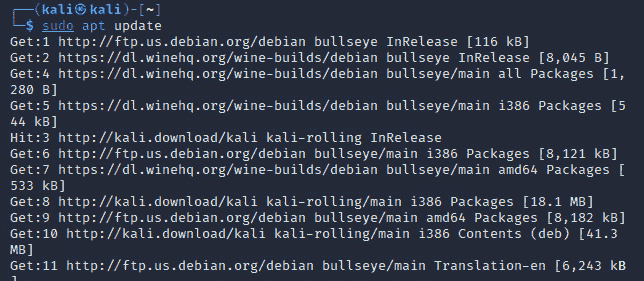 ┌──(kali㉿kali)-[~]
└─$ sudo apt update
Get:1 http://ftp.us.debian.org/debian bullseye InRelease [116 kB]
Get:2 https://dl.winehq.org/wine-builds/debian bullseye InRelease [8,045 B]
Get:4 https://dl.winehq.org/wine-builds/debian bullseye/main all Packages [1,
280 B]
Get:5 https://dl.winehq.org/wine-builds/debian bullseye/main i386 Packages [5
44 kB]
Hit:3 http://kali.download/kali kali-rolling InRelease
Get:6 http://ftp.us.debian.org/debian bullseye/main i386 Packages [8,121 kB]
Get:7 https://dl.winehq.org/wine-builds/debian bullseye/main amd64 Packages [
533 kB]
Get:8 http://kali.download/kali kali-rolling/main i386 Packages [18.1 MB]
Get:9 http://ftp.us.debian.org/debian bullseye/main amd64 Packages [8,182 kB]
Get:10 http://kali.download/kali kali-rolling/main i386 Contents (deb) [41.3
MB]
Get:11 http://ftp.us.debian.org/debian bullseye/main Translation-en [6,243 kB
]